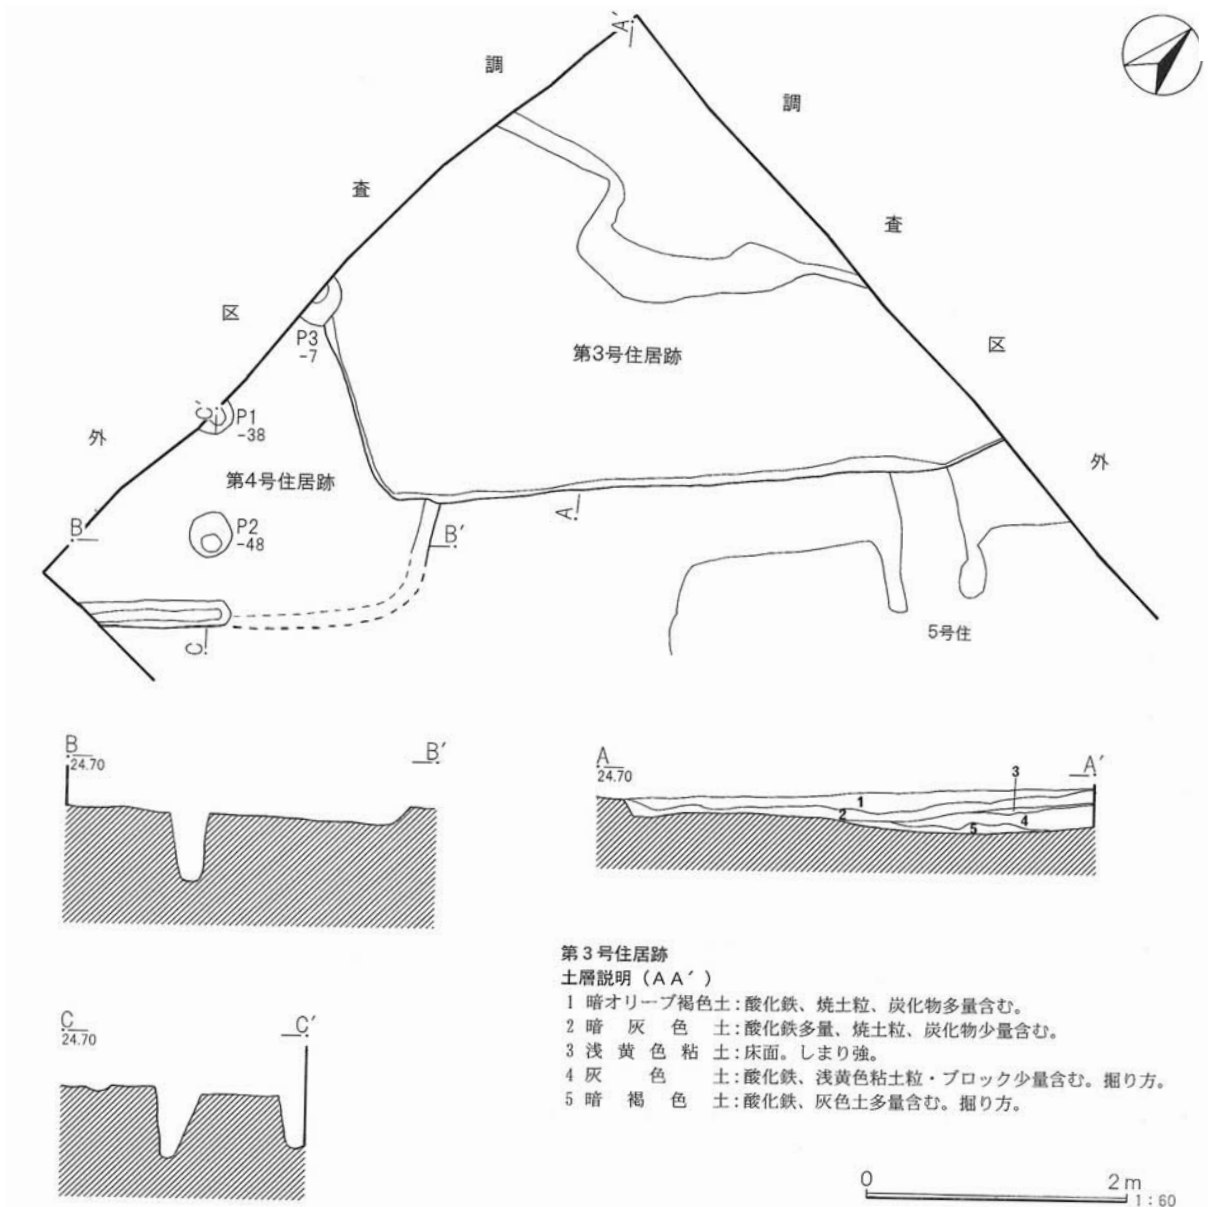 A′
調
調
査
査
区
区
外
外
P3
-7
第3号住居跡
C′
P1
-38
第4号住居跡
B
P2
-48
B′
A
C
5号住
B
24.70
B′
A
24.70
A′
1
2
3
4
5
C
24.70
C′
第3号住居跡
土層説明(AA′)
1 暗オリーブ褐色土:酸化鉄、焼土粒、炭化物多量含む。
2 暗灰色土:酸化鉄多量、焼土粒、炭化物少量含む。
3 浅黄色粘土:床面。しまり強。
4 灰色土:酸化鉄、浅黄色粘土粒・ブロック少量含む。掘り方。
5 暗褐色土:酸化鉄、灰色土多量含む。掘り方。
0 2m
1:60